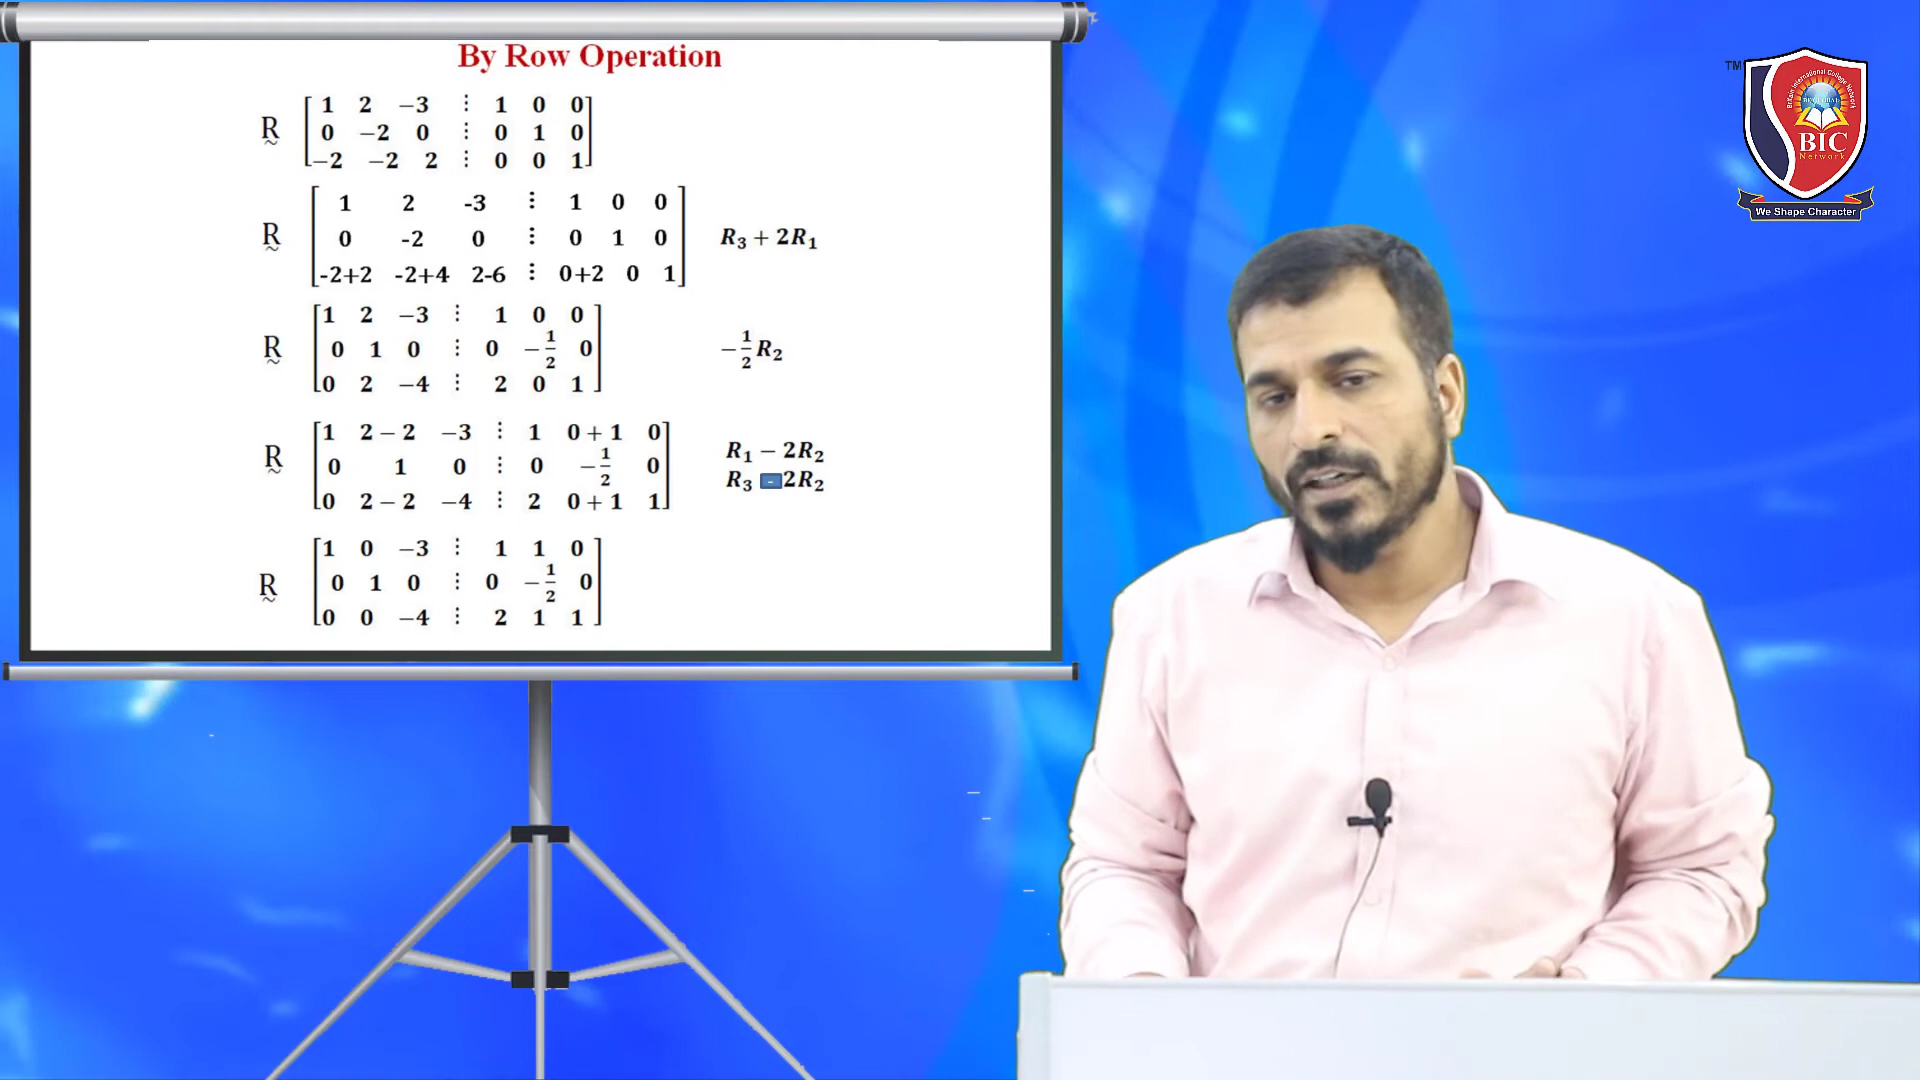 By Row Operation
R ~ [1 2 −3 ⋮ 1 0 0]
[0 −2 0 ⋮ 0 1 0]
[−2 −2 2 ⋮ 0 0 1]
R ~ [1 2 -3 ⋮ 1 0 0]
[0 -2 0 ⋮ 0 1 0] R₃ + 2R₁
[-2+2 -2+4 2-6 ⋮ 0+2 0 1]
R ~ [1 2 −3 ⋮ 1 0 0]
[0 1 0 ⋮ 0 −1/2 0] −1/2 R₂
[0 2 −4 ⋮ 2 0 1]
R ~ [1 2 − 2 −3 ⋮ 1 0 + 1 0] R₁ − 2R₂
[0 1 0 ⋮ 0 −1/2 0] R₃ - 2R₂
[0 2 − 2 −4 ⋮ 2 0 + 1 1]
R ~ [1 0 −3 ⋮ 1 1 0]
[0 1 0 ⋮ 0 −1/2 0]
[0 0 −4 ⋮ 2 1 1]
TM
Britain International College Network
BIC
Network
We Shape Character